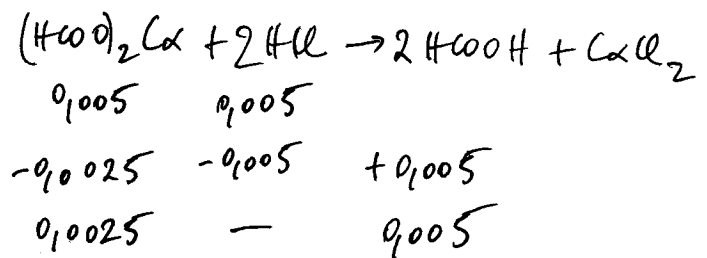 (HCOO)₂Ca + 2HCl → 2HCOOH + CaCl₂
0,005 0,005
-0,0025 -0,005 +0,005
0,0025 — 0,005